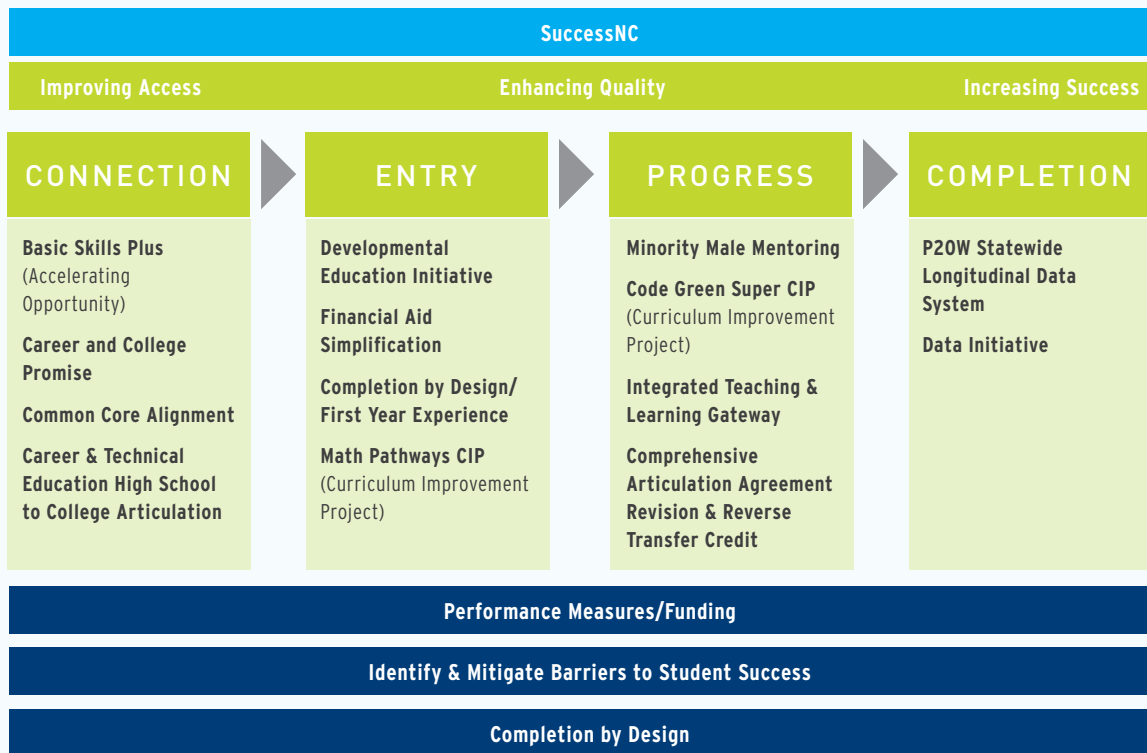 SuccessNC
Improving Access
Enhancing Quality
Increasing Success
CONNECTION
Basic Skills Plus
(Accelerating
Opportunity)
Career and College
Promise
Common Core Alignment
Career & Technical
Education High School
to College Articulation
ENTRY
Developmental
Education Initiative
Financial Aid
Simplification
Completion by Design/
First Year Experience
Math Pathways CIP
(Curriculum Improvement
Project)
PROGRESS
Minority Male Mentoring
Code Green Super CIP
(Curriculum Improvement
Project)
Integrated Teaching &
Learning Gateway
Comprehensive
Articulation Agreement
Revision & Reverse
Transfer Credit
COMPLETION
P20W Statewide
Longitudinal Data
System
Data Initiative
Performance Measures/Funding
Identify & Mitigate Barriers to Student Success
Completion by Design